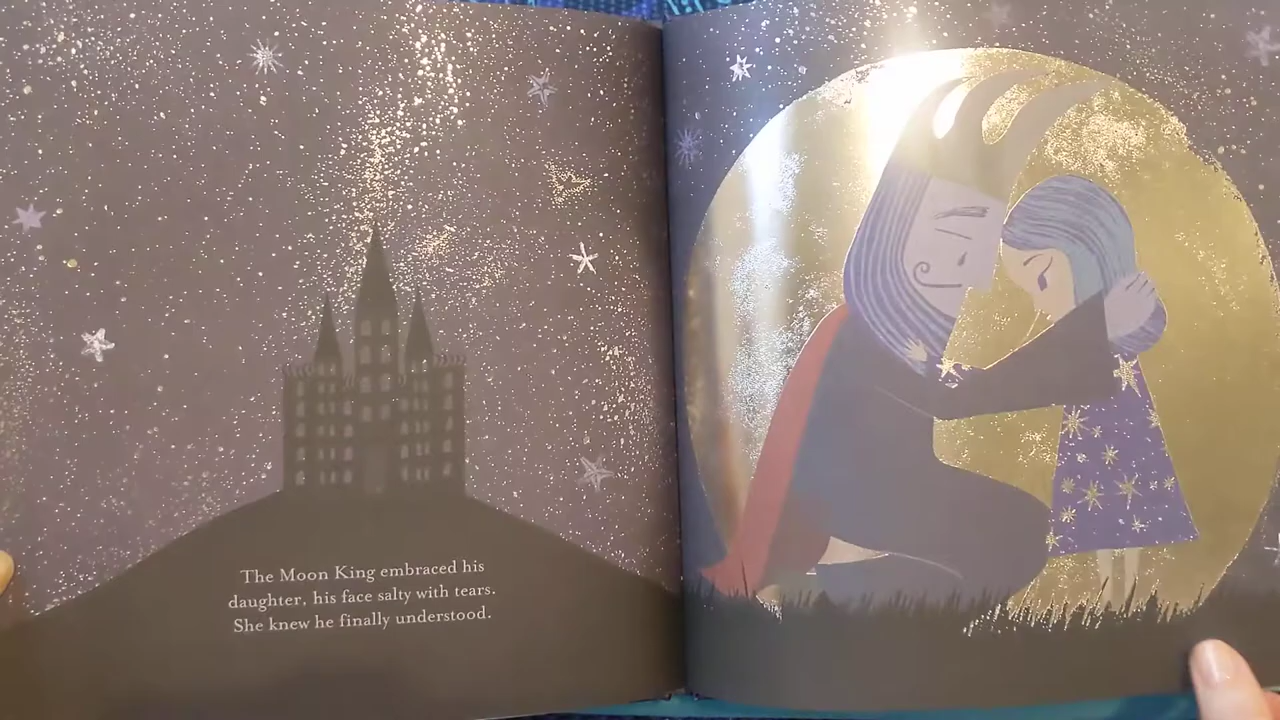 The Moon King embraced his
daughter, his face salty with tears.
She knew he finally understood.